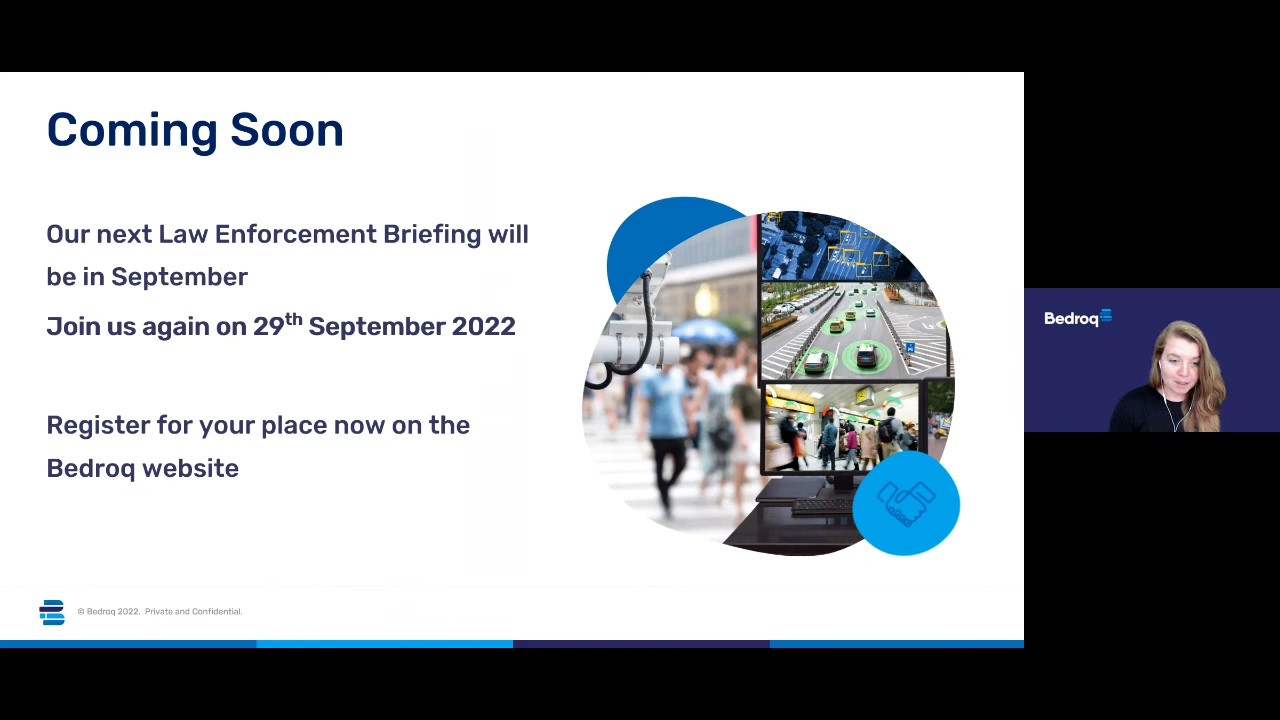 Coming Soon
Our next Law Enforcement Briefing will
be in September
Join us again on 29th September 2022
Register for your place now on the
Bedroq website
© Bedroq 2022. Private and Confidential.
Bedroq